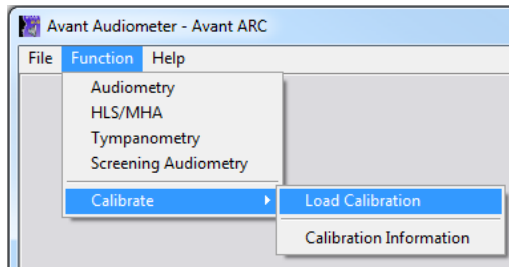 Avant Audiometer - Avant ARC
File Function Help
Audiometry
HLS/MHA
Tympanometry
Screening Audiometry
Calibrate
Load Calibration
Calibration Information